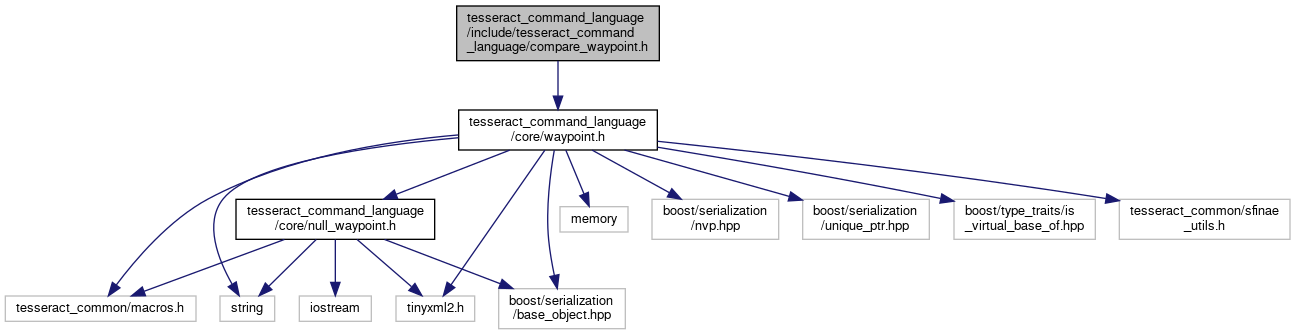 tesseract_command_language
/include/tesseract_command
_language/compare_waypoint.h
tesseract_command_language
/core/waypoint.h
tesseract_command_language
/core/null_waypoint.h
memory
boost/serialization
/nvp.hpp
boost/serialization
/unique_ptr.hpp
boost/type_traits/is
_virtual_base_of.hpp
tesseract_common/sfinae
_utils.h
tesseract_common/macros.h
string
iostream
tinyxml2.h
boost/serialization
/base_object.hpp